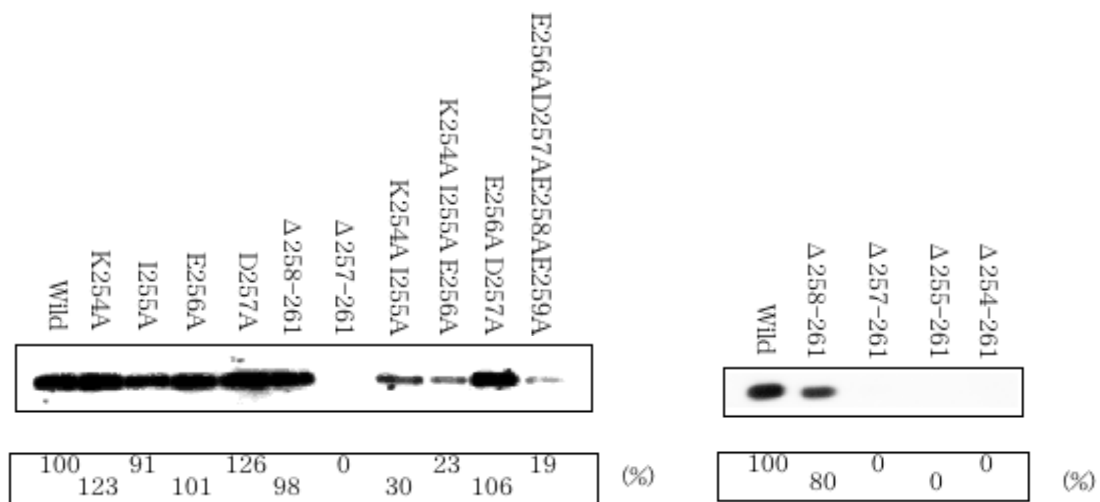 Wild
K254A
I255A
E256A
D257A
Δ258-261
Δ257-261
K254A I255A
K254A I255A E256A
E256A D257A
E256AD257AE258AE259A
100 91 126 0 23 19 (%)
123 101 98 30 106
Wild
Δ258-261
Δ257-261
Δ255-261
Δ254-261
100 0 0 (%)
80 0